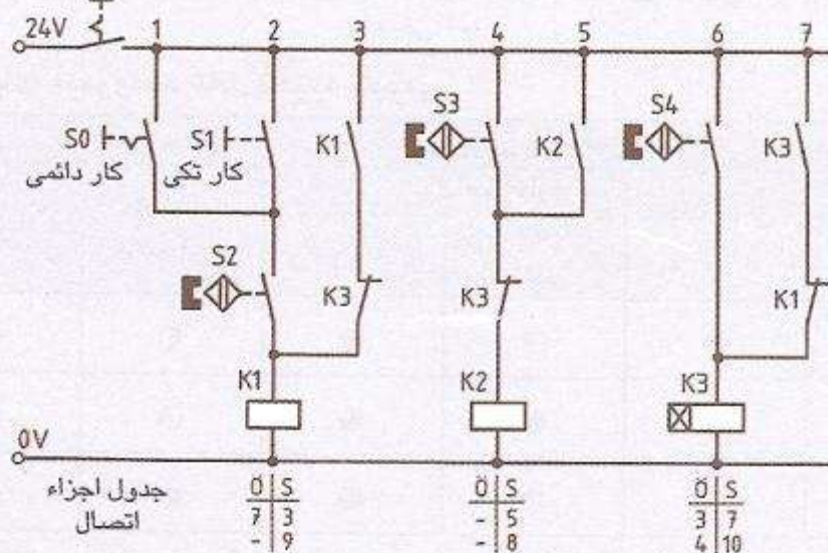 24V 1 2 3 4 5 6 7
S0 S1 K1 S3 K2 S4 K3
کار دائمی کار تکی
S2 K3 K3 K1
K1 K2 K3
0V
جدول اجزاء
اتصال
Ö S Ö S Ö S
7 3 - 5 3 7
- 9 - 8 4 10